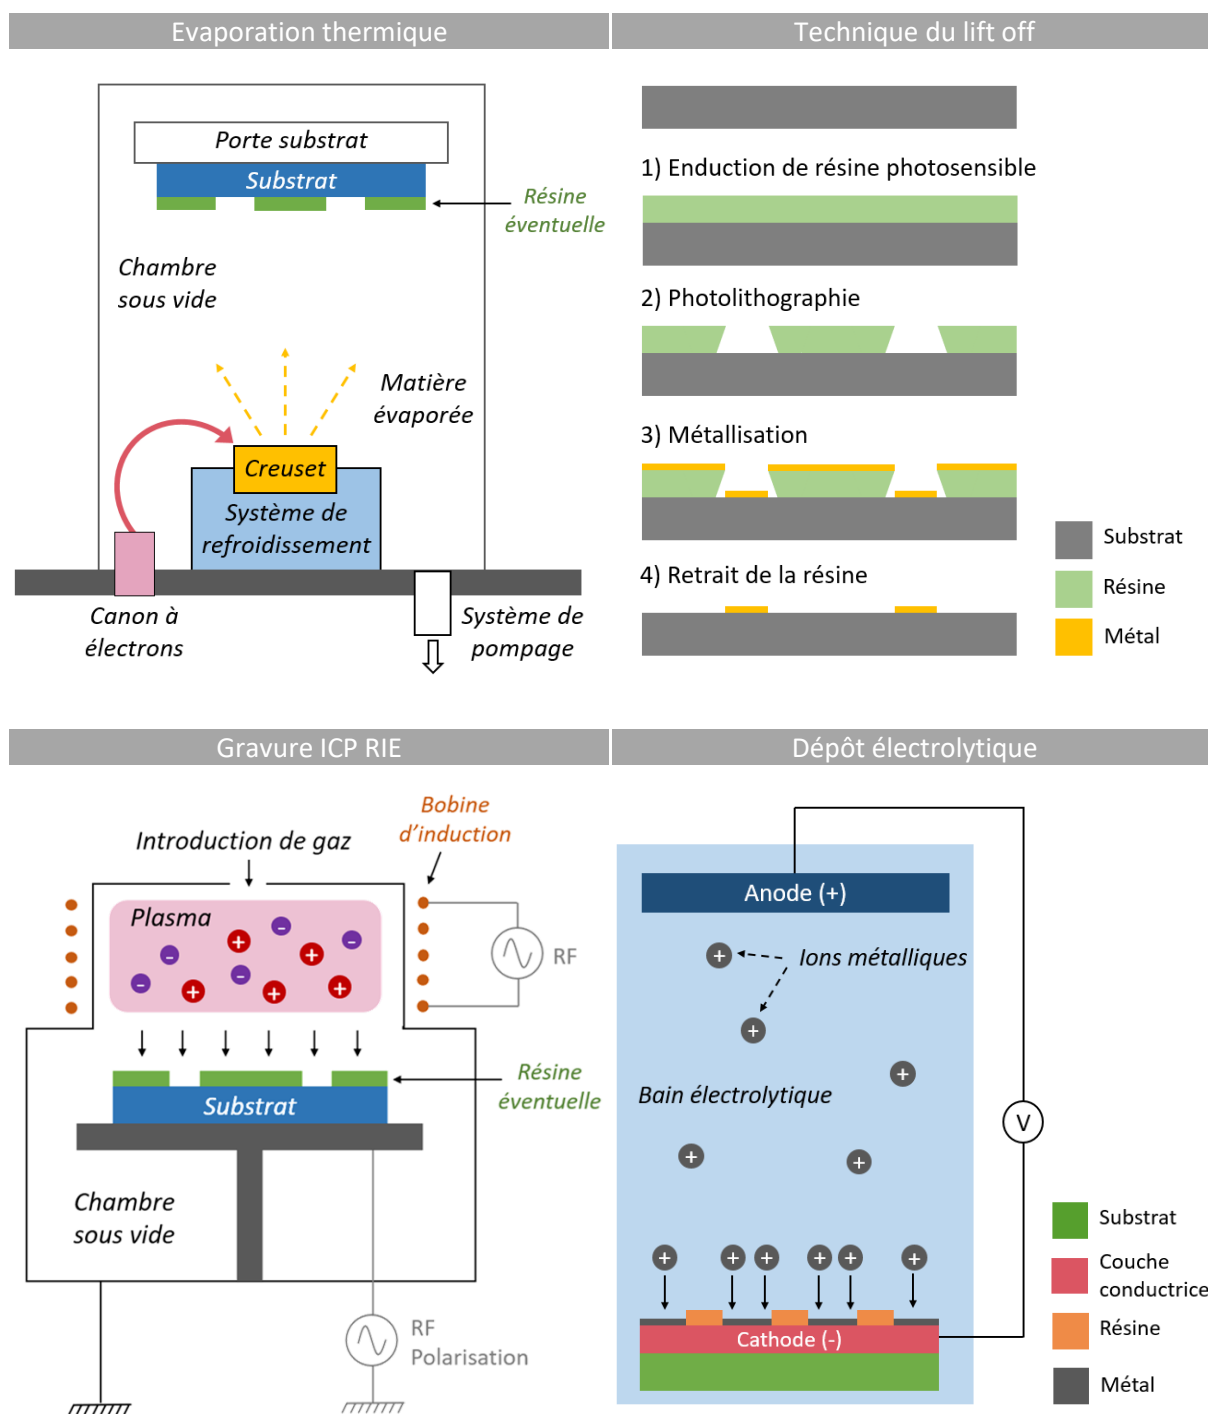 Evaporation thermique
Porte substrat
Substrat
Résine
éventuelle
Chambre
sous vide
Matière
évaporée
Creuset
Système de
refroidissement
Canon à
électrons
Système de
pompage
Technique du lift off
1) Enduction de résine photosensible
2) Photolithographie
3) Métallisation
4) Retrait de la résine
Substrat
Résine
Métal
Gravure ICP RIE
Bobine
d'induction
Introduction de gaz
Plasma
- + - + - - + + +
RF
Résine
éventuelle
Substrat
Chambre
sous vide
RF
Polarisation
Dépôt électrolytique
Anode (+)
+
Ions métalliques
+
+
Bain électrolytique
V
+ +
+ + + + + +
Cathode (-)
Substrat
Couche
conductrice
Résine
Métal